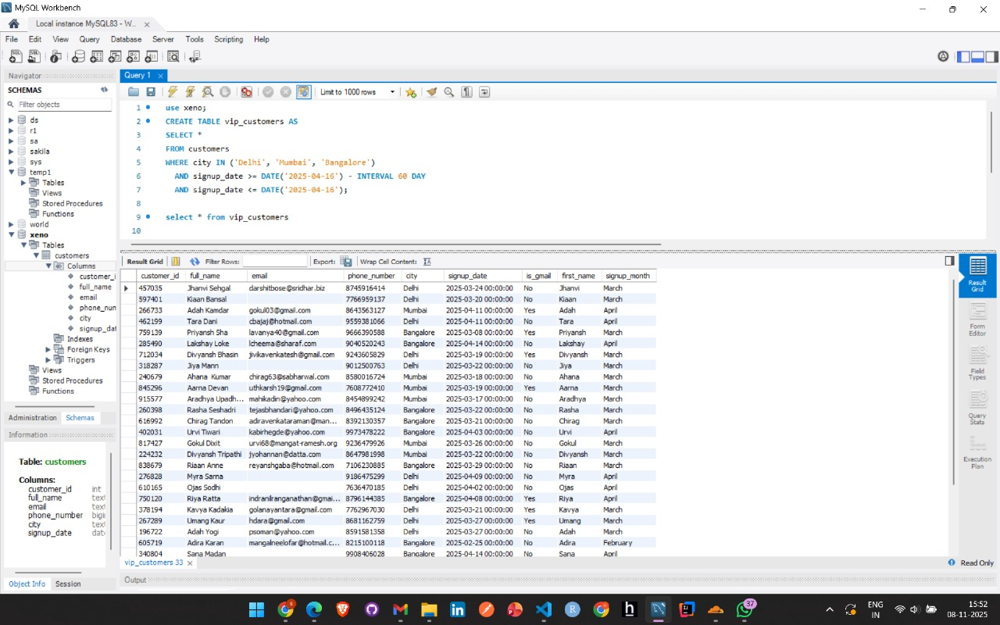 MySQL Workbench
Local instance MySQL83 - W...
File Edit View Query Database Server Tools Scripting Help
Navigator
Query 1
SCHEMAS
Filter objects
Limit to 1000 rows
ds
r1
sa
sakila
sys
temp1
Tables
Views
Stored Procedures
Functions
world
xeno
Tables
customers
Columns
customer_i
full_name
email
phone_num
city
signup_dat
Indexes
Foreign Keys
Triggers
Views
Stored Procedures
Functions
Administration Schemas
Information
Table: customers
Columns:
customer_id int
full_name text
email text
phone_number bigin
city text
signup_date date
Object Info Session
1 use xeno;
2 CREATE TABLE vip_customers AS
3 SELECT *
4 FROM customers
5 WHERE city IN ('Delhi', 'Mumbai', 'Bangalore')
6 AND signup_date >= DATE('2025-04-16') - INTERVAL 60 DAY
7 AND signup_date <= DATE('2025-04-16');
8
9 select * from vip_customers
10
Result Grid Filter Rows: Export: Wrap Cell Content:
customer_id full_name email phone_number city signup_date is_gmail first_name signup_month
457035 Jhanvi Sehgal darshitbose@sridhar.biz 8745916414 Delhi 2025-03-24 00:00:00 No Jhanvi March
597401 Kiaan Bansal 7766959137 Delhi 2025-03-20 00:00:00 No Kiaan March
266733 Adah Kamdar gokul03@gmail.com 8643563127 Mumbai 2025-04-11 00:00:00 Yes Adah April
462199 Tara Dani cbajaj@hotmail.com 9559381066 Delhi 2025-04-11 00:00:00 No Tara April
759139 Priyansh Sha lavanya40@gmail.com 9666390588 Bangalore 2025-03-08 00:00:00 Yes Priyansh March
285490 Lakshay Loke lcheema@sharaf.com 9040520243 Bangalore 2025-04-14 00:00:00 No Lakshay April
712034 Divyansh Bhasin jivikavenkatesh@gmail.com 9243605829 Delhi 2025-03-19 00:00:00 Yes Divyansh March
318287 Jiya Mann 9012500763 Delhi 2025-03-22 00:00:00 No Jiya March
240679 Ahana Kumar chirag63@sabharwal.com 8580016724 Mumbai 2025-03-18 00:00:00 No Ahana March
845296 Aarna Devan uthkarsh19@gmail.com 7608772410 Mumbai 2025-03-19 00:00:00 Yes Aarna March
915577 Aradhya Upadh... mahikadin@yahoo.com 8454899242 Mumbai 2025-03-17 00:00:00 No Aradhya March
260398 Rasha Seshadri tejasbhandari@yahoo.com 8496435124 Bangalore 2025-03-22 00:00:00 No Rasha March
616992 Chirag Tandon adiravenkataraman@man... 8392130357 Bangalore 2025-03-21 00:00:00 No Chirag March
402031 Urvi Tiwari kabirhegde@yahoo.com 9973478222 Bangalore 2025-04-03 00:00:00 No Urvi April
817427 Gokul Dixit urvi68@mangat-ramesh.org 9236479926 Mumbai 2025-03-26 00:00:00 No Gokul March
224232 Divyansh Tripathi jyohannan@datta.com 8647981998 Mumbai 2025-03-22 00:00:00 No Divyansh March
838679 Riaan Anne reyanshgaba@hotmail.com 7106230885 Bangalore 2025-03-29 00:00:00 No Riaan March
276828 Myra Sarna 9186475299 Delhi 2025-04-09 00:00:00 No Myra April
610165 Ojas Sodhi 7636470185 Delhi 2025-04-02 00:00:00 No Ojas April
750120 Riya Ratta indranilranganathan@gmai... 8796144385 Bangalore 2025-04-08 00:00:00 Yes Riya April
378194 Kavya Kadakia golanayantara@gmail.com 7762967030 Delhi 2025-03-21 00:00:00 Yes Kavya March
267289 Umang Kaur hdara@gmail.com 8681162759 Delhi 2025-03-27 00:00:00 Yes Umang March
196722 Adah Yogi psoman@yahoo.com 8591581358 Delhi 2025-03-27 00:00:00 No Adah March
605719 Adira Karan mangalneelofar@hotmail.c... 8215100118 Bangalore 2025-02-25 00:00:00 No Adira February
340804 Sana Madan 9908406028 Bangalore 2025-04-14 00:00:00 No Sana April
Result Grid
Form Editor
Field Types
Query Stats
Execution Plan
vip_customers 33
Read Only
Output
37
ENG
IN
15:52
08-11-2025